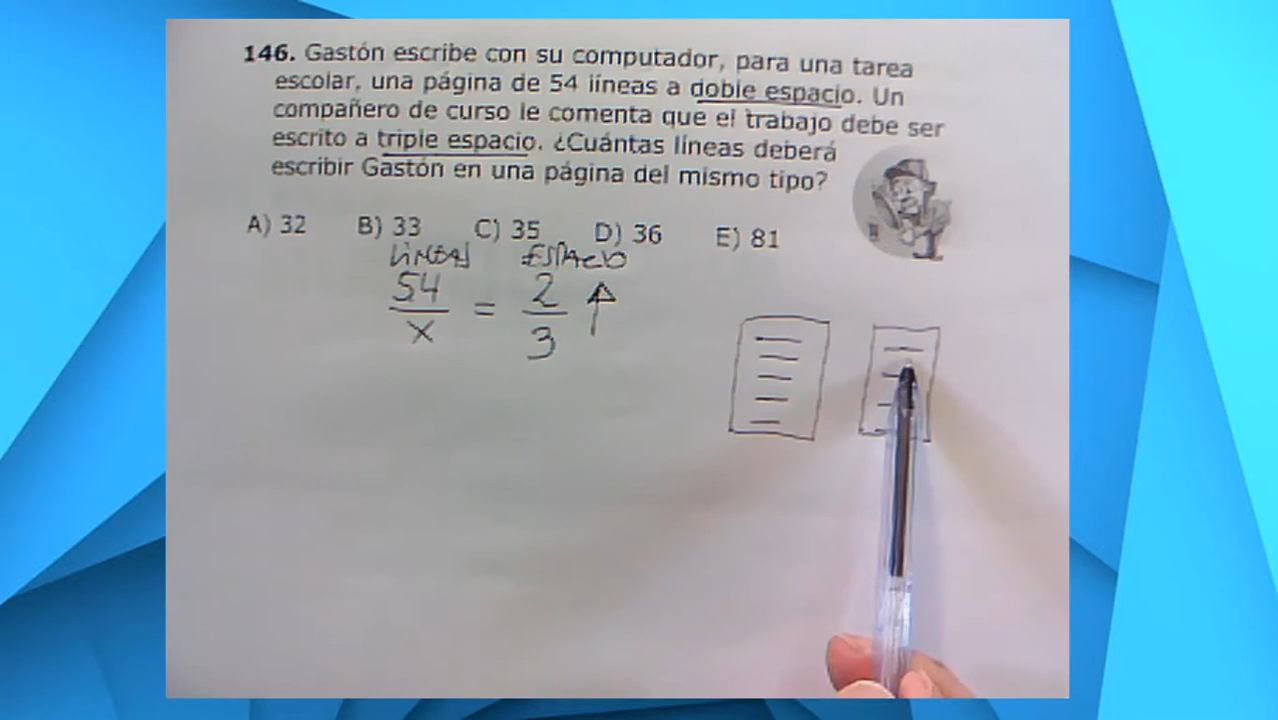 146. Gastón escribe con su computador, para una tarea
escolar, una página de 54 líneas a doble espacio. Un
compañero de curso le comenta que el trabajo debe ser
escrito a triple espacio. ¿Cuántas líneas deberá
escribir Gastón en una página del mismo tipo?
A) 32 B) 33 C) 35 D) 36 E) 81
LÍNEAS ESPACIO
54/x = 2/3 ↑